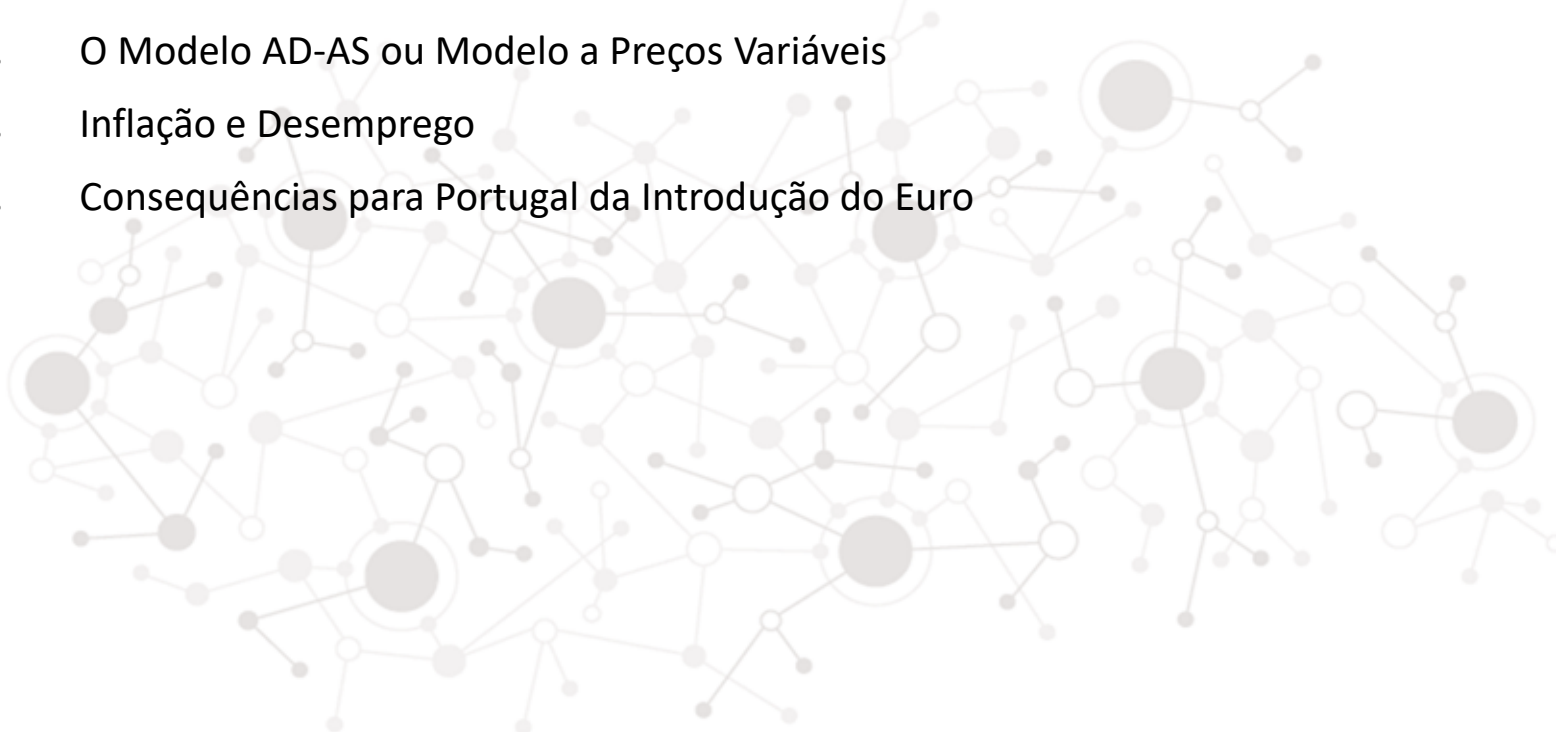 . O Modelo AD-AS ou Modelo a Preços Variáveis
. Inflação e Desemprego
. Consequências para Portugal da Introdução do Euro